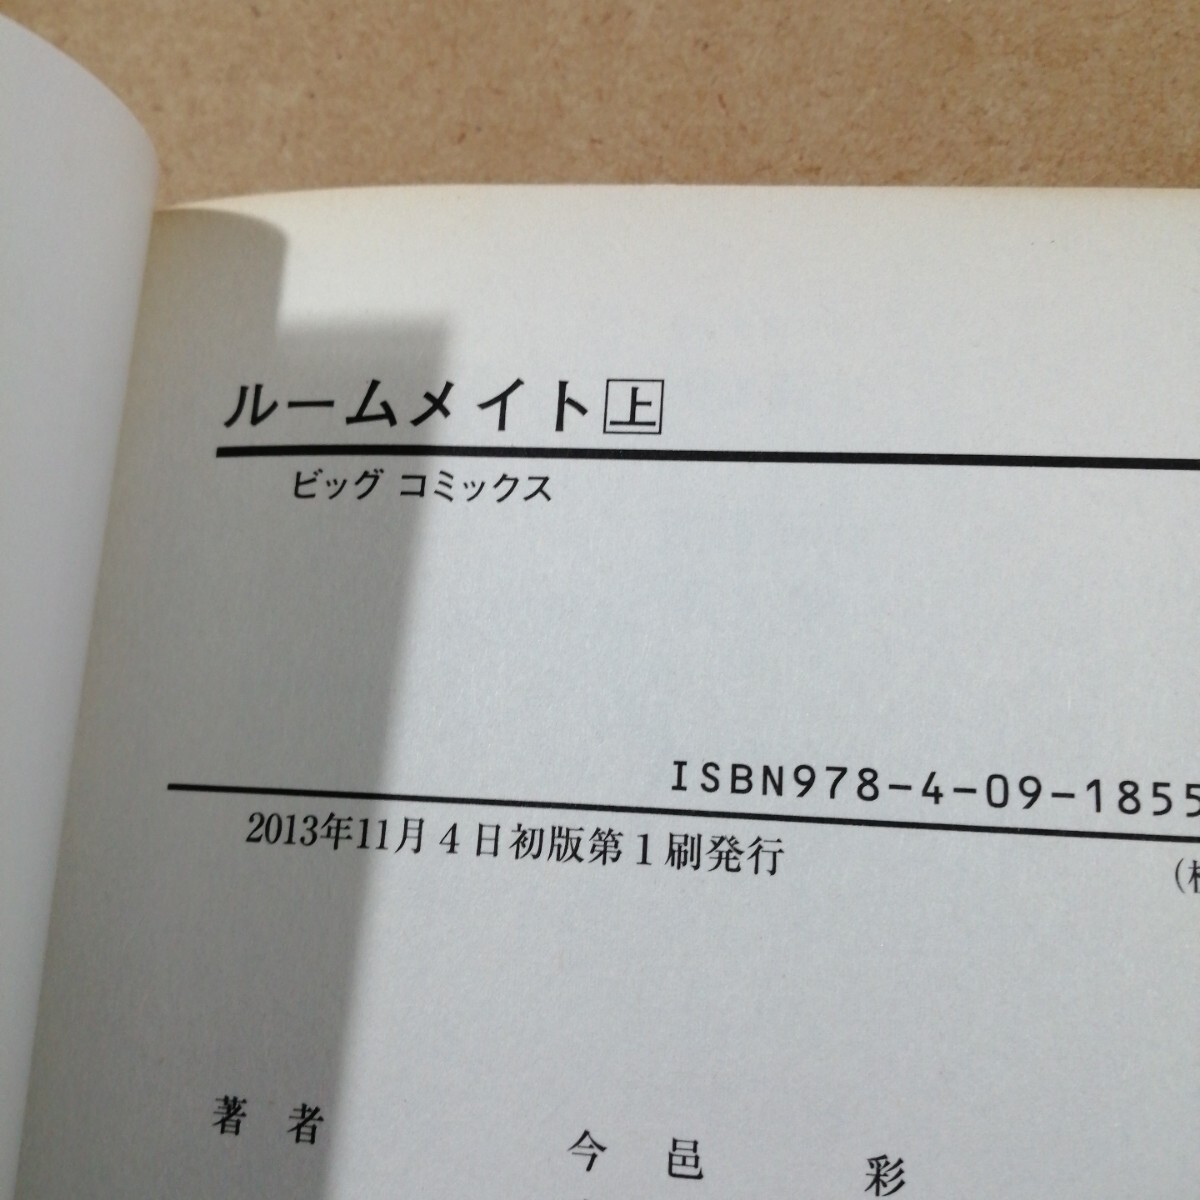 ルームメイト上
ビッグ コミックス
ISBN978-4-09-1855
2013年11月4日初版第1刷発行
著者 今邑 彩